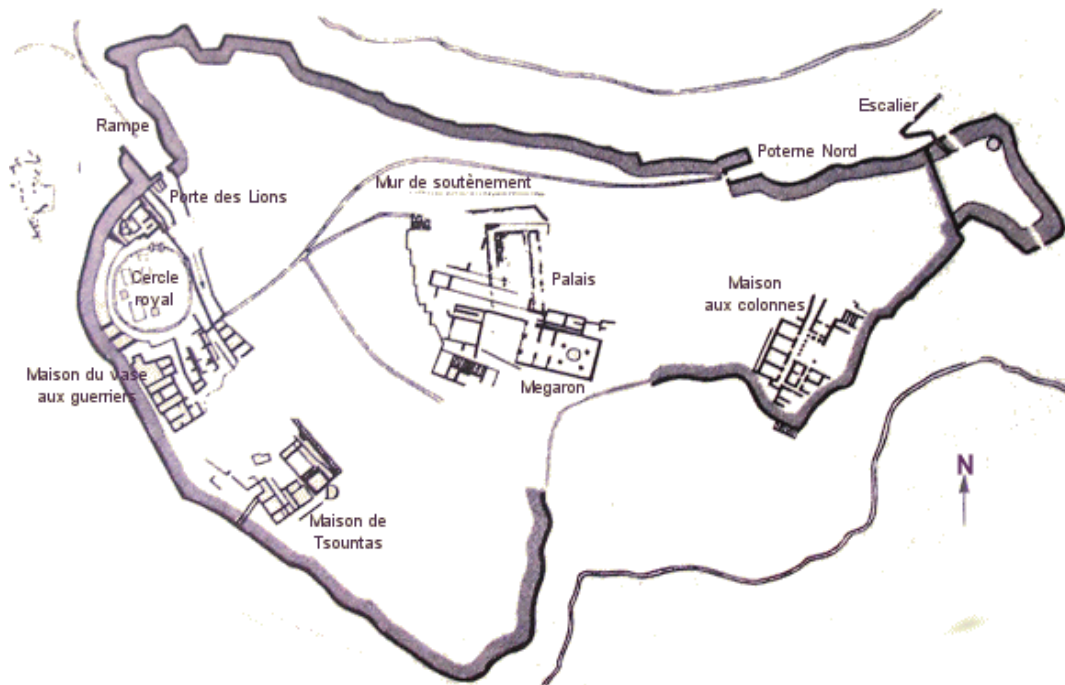 Escalier
Rampe
Poterne Nord
Mur de soutènement
Porte des Lions
Cercle
royal
Palais
Maison
aux colonnes
Maison du vase
aux guerriers
Megaron
N
D
Maison de
Tsountas